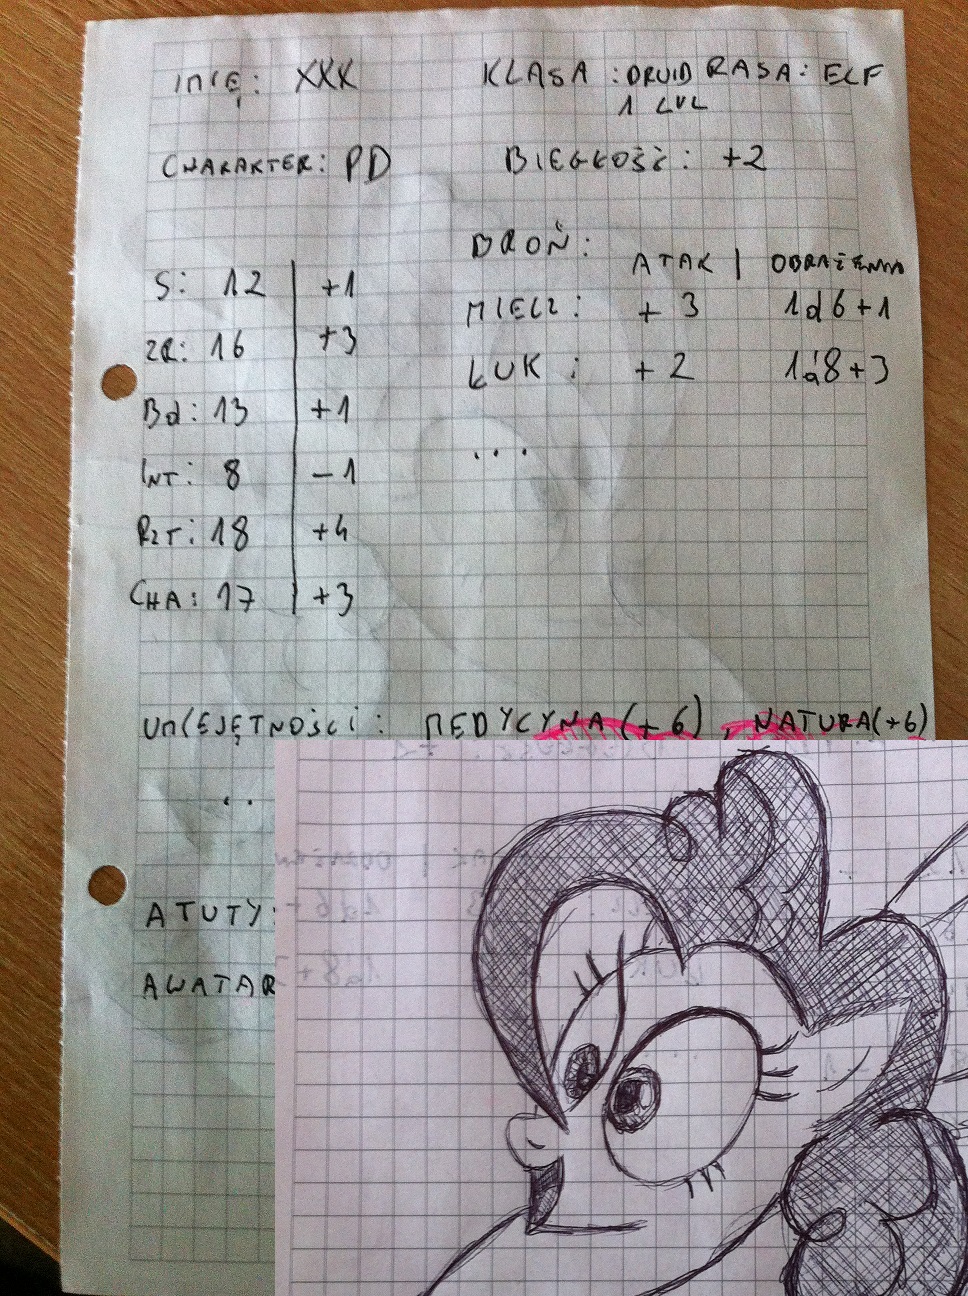 IMIĘ: XXX KLASA: DRUID RASA: ELF
1 LVL
CHARAKTER: PD BIEGŁOŚĆ: +2
BROŃ: ATAK | OBRAŻENIA
S: 12 | +1
MIECZ: +3 1d6+1
ZR: 16 +3
ŁUK: +2 1d8+3
Bd: 13 +1
...
INT: 8 -1
RZT: 18 +4
CHA: 17 +3
UMIEJĘTNOŚCI: MEDYCYNA (+6), NATURA (+6)
..
ATUTY:
AWATAR